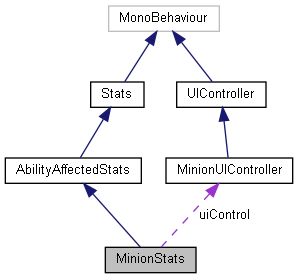 MonoBehaviour
Stats
UIController
AbilityAffectedStats
MinionUIController
uiControl
MinionStats